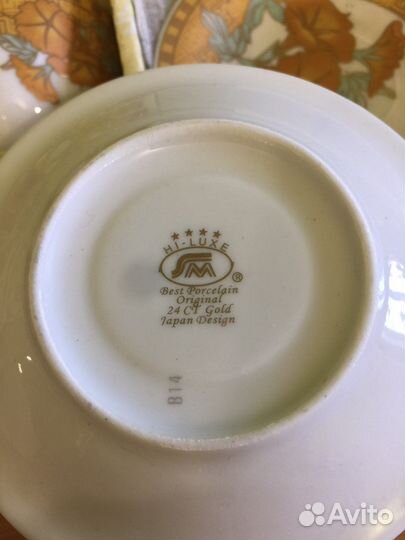 ★★★★
HI-LUXE
SM ®
Best Porcelain
Original
24 CT Gold
Japan Design
B14
Avito